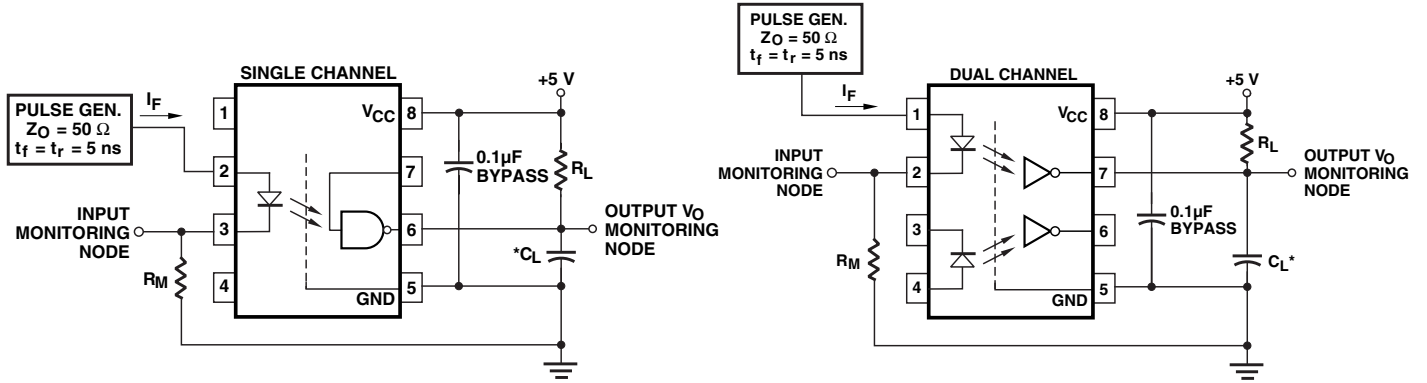 SINGLE CHANNEL
PULSE GEN.
ZO = 50 Ω
tf = tr = 5 ns
IF
1
2
3
4
VCC
8
7
6
GND
5
INPUT
MONITORING
NODE
RM
0.1µF
BYPASS
+5 V
RL
OUTPUT VO
MONITORING
NODE
*CL
PULSE GEN.
ZO = 50 Ω
tf = tr = 5 ns
DUAL CHANNEL
IF
1
2
3
4
VCC
8
7
6
GND
5
INPUT
MONITORING
NODE
RM
+5 V
RL
OUTPUT VO
MONITORING
NODE
0.1µF
BYPASS
CL*